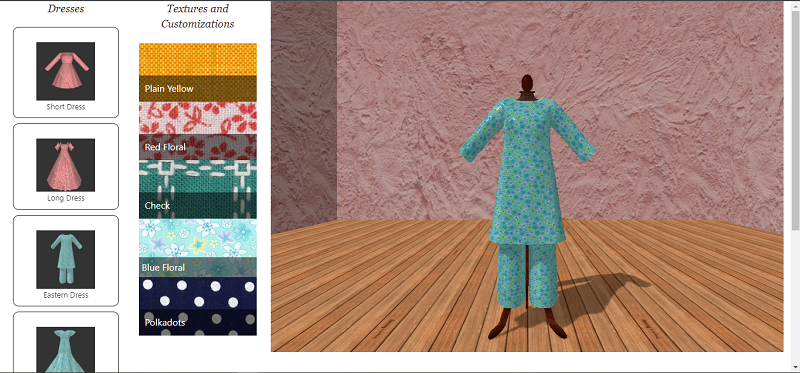 Dresses
Short Dress
Long Dress
Eastern Dress
Textures and
Customizations
Plain Yellow
Red Floral
Check
Blue Floral
Polkadots